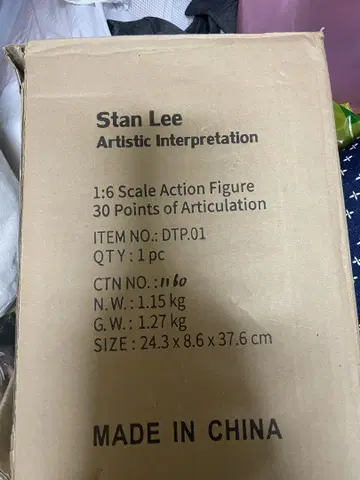 Stan Lee
Artistic Interpretation
1:6 Scale Action Figure
30 Points of Articulation
ITEM NO.: DTP.01
QTY : 1 pc
CTN NO. : 1160
N.W. : 1.15 kg
G.W. : 1.27 kg
SIZE : 24.3 x 8.6 x 37.6 cm
MADE IN CHINA